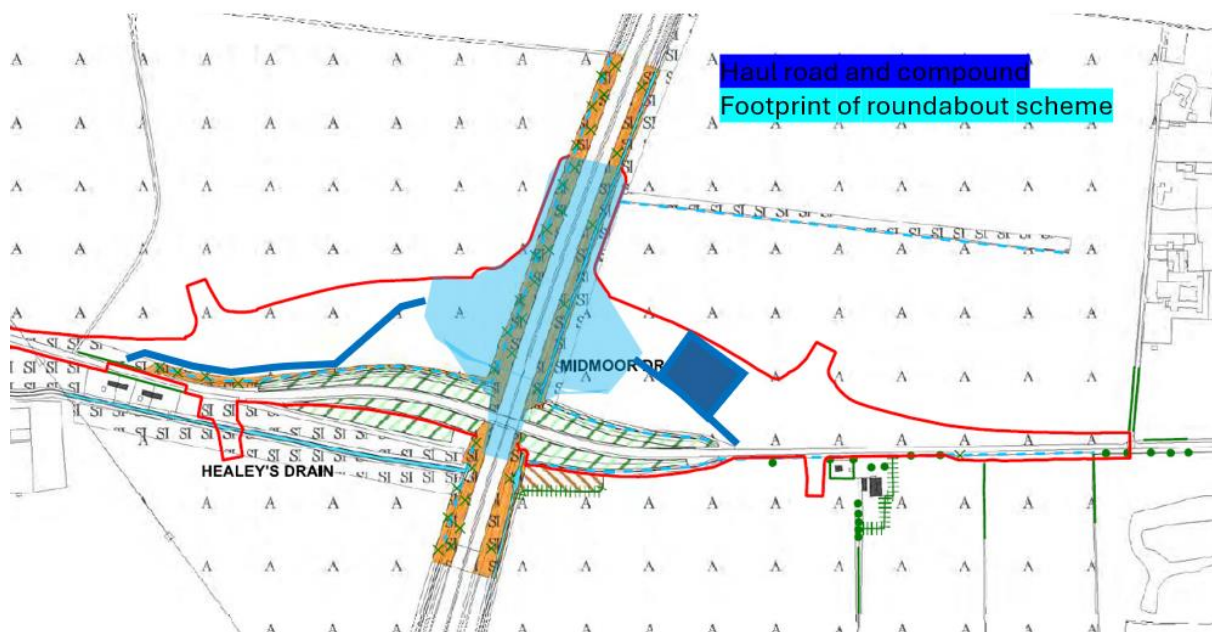 Haul road and compound
Footprint of roundabout scheme
MIDMOOR DR
HEALEY'S DRAIN